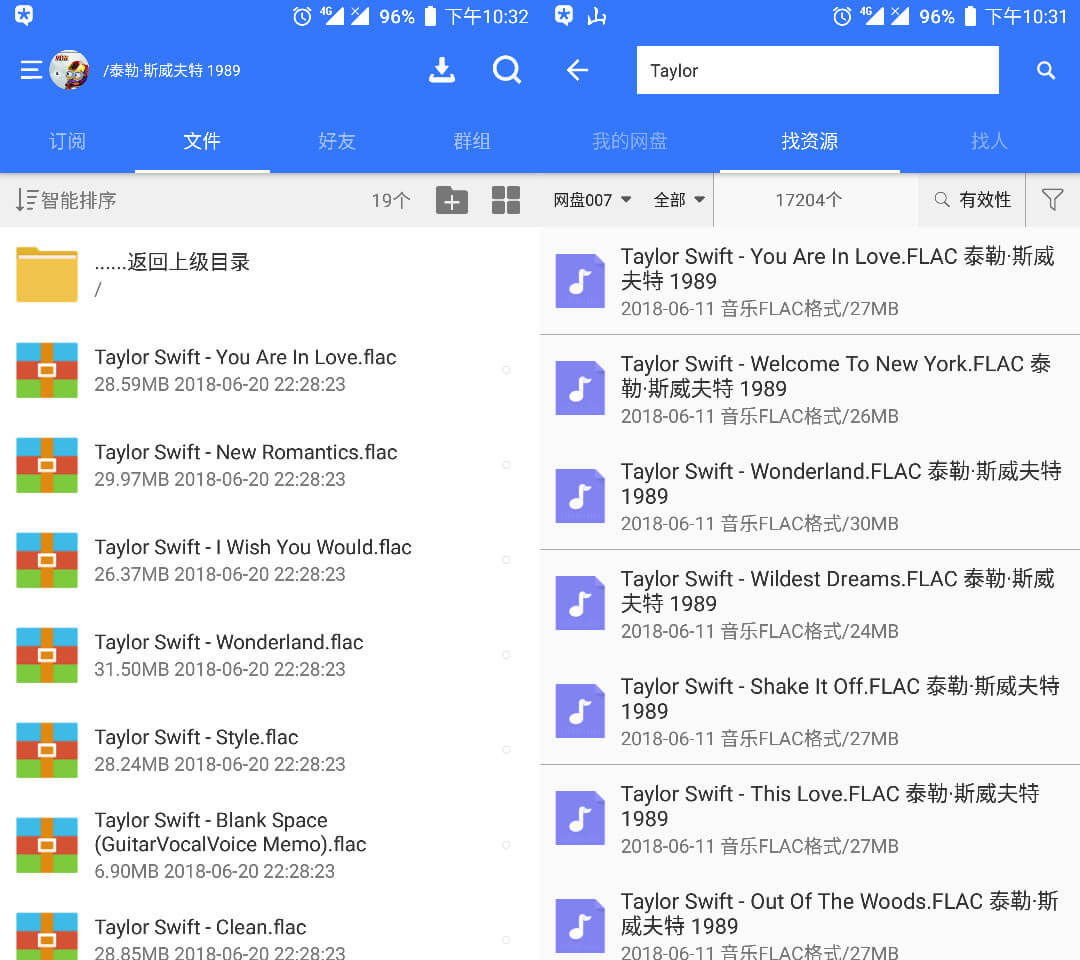 4G 96% 下午10:32
/泰勒·斯威夫特 1989
订阅 文件 好友 群组
智能排序 19个
......返回上级目录
/
Taylor Swift - You Are In Love.flac
28.59MB 2018-06-20 22:28:23
Taylor Swift - New Romantics.flac
29.97MB 2018-06-20 22:28:23
Taylor Swift - I Wish You Would.flac
26.37MB 2018-06-20 22:28:23
Taylor Swift - Wonderland.flac
31.50MB 2018-06-20 22:28:23
Taylor Swift - Style.flac
28.24MB 2018-06-20 22:28:23
Taylor Swift - Blank Space
(GuitarVocalVoice Memo).flac
6.90MB 2018-06-20 22:28:23
Taylor Swift - Clean.flac
28.85MB 2018-06-20 22:28:23
4G 96% 下午10:31
Taylor
我的网盘 找资源 找人
网盘007 全部 17204个 有效性
Taylor Swift - You Are In Love.FLAC 泰勒·斯威
夫特 1989
2018-06-11 音乐FLAC格式/27MB
Taylor Swift - Welcome To New York.FLAC 泰
勒·斯威夫特 1989
2018-06-11 音乐FLAC格式/26MB
Taylor Swift - Wonderland.FLAC 泰勒·斯威夫特
1989
2018-06-11 音乐FLAC格式/30MB
Taylor Swift - Wildest Dreams.FLAC 泰勒·斯威
夫特 1989
2018-06-11 音乐FLAC格式/24MB
Taylor Swift - Shake It Off.FLAC 泰勒·斯威夫特
1989
2018-06-11 音乐FLAC格式/27MB
Taylor Swift - This Love.FLAC 泰勒·斯威夫特
1989
2018-06-11 音乐FLAC格式/27MB
Taylor Swift - Out Of The Woods.FLAC 泰勒·斯
威夫特 1989
2018-06-11 音乐FLAC格式/27MB